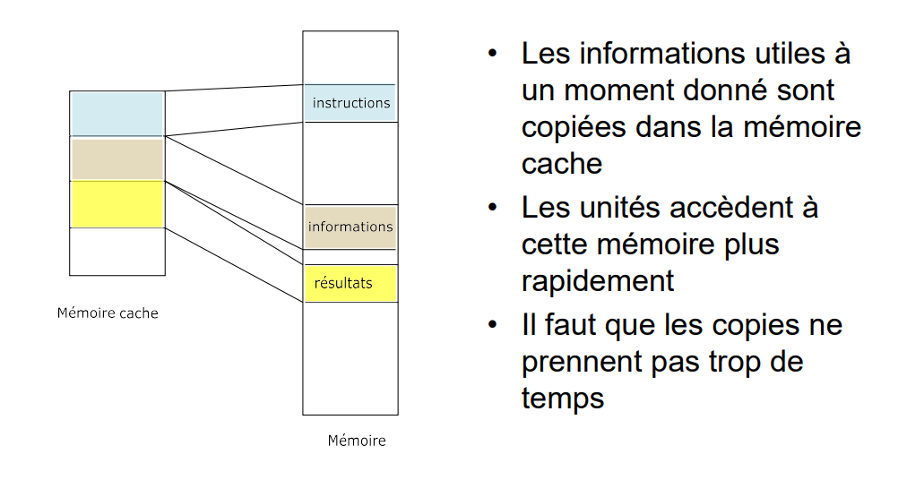 instructions
informations
résultats
Mémoire cache
Mémoire
• Les informations utiles à
un moment donné sont
copiées dans la mémoire
cache
• Les unités accèdent à
cette mémoire plus
rapidement
• Il faut que les copies ne
prennent pas trop de
temps